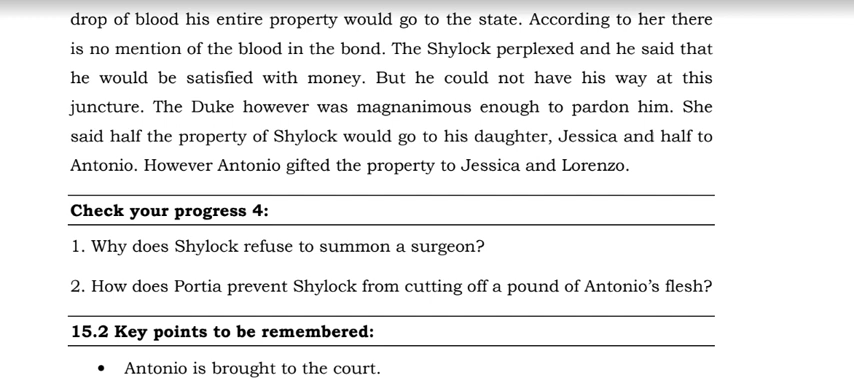 drop of blood his entire property would go to the state. According to her there
is no mention of the blood in the bond. The Shylock perplexed and he said that
he would be satisfied with money. But he could not have his way at this
juncture. The Duke however was magnanimous enough to pardon him. She
said half the property of Shylock would go to his daughter, Jessica and half to
Antonio. However Antonio gifted the property to Jessica and Lorenzo.
Check your progress 4:
1. Why does Shylock refuse to summon a surgeon?
2. How does Portia prevent Shylock from cutting off a pound of Antonio’s flesh?
15.2 Key points to be remembered:
• Antonio is brought to the court.